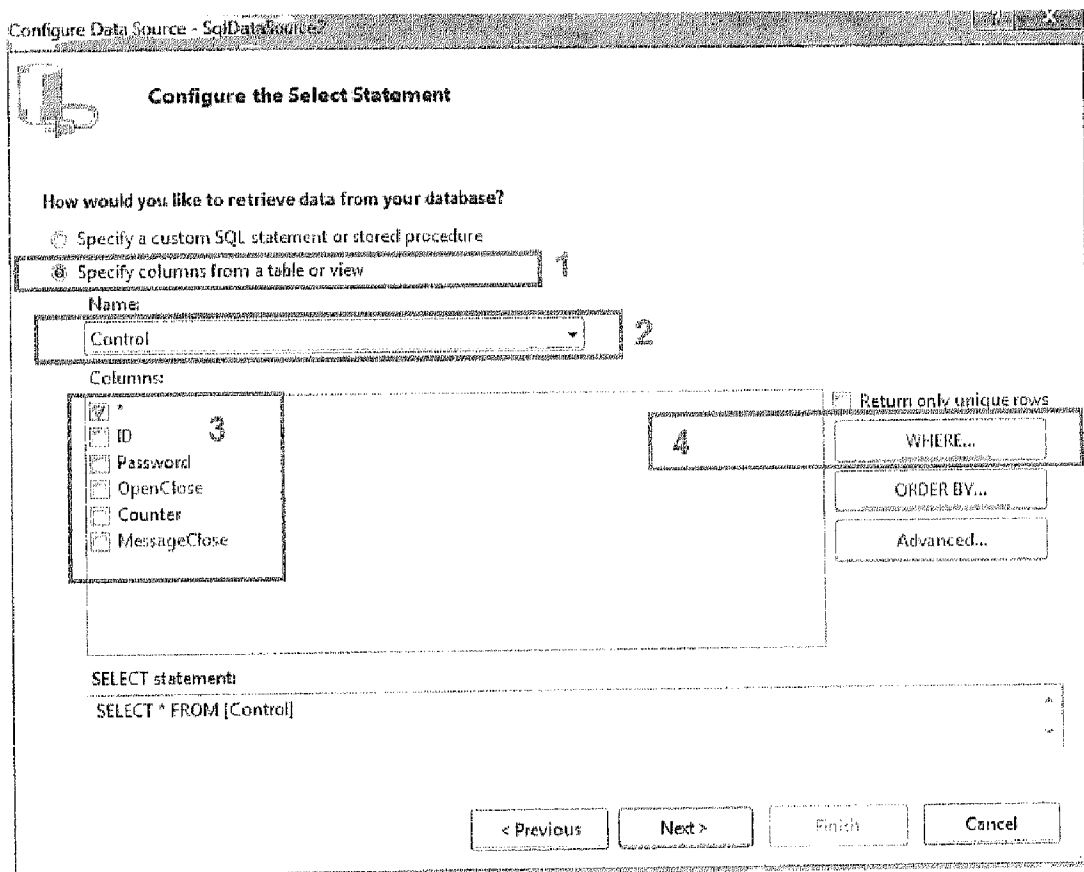 Configure Data Source - SqlDataSource2
Configure the Select Statement
How would you like to retrieve data from your database?
Specify a custom SQL statement or stored procedure
Specify columns from a table or view
1
Name:
Control
2
Columns:
*
ID
Password
OpenClose
Counter
MessageClose
3
Return only unique rows
4
WHERE...
ORDER BY...
Advanced...
SELECT statement:
SELECT * FROM [Control]
< Previous
Next >
Finish
Cancel